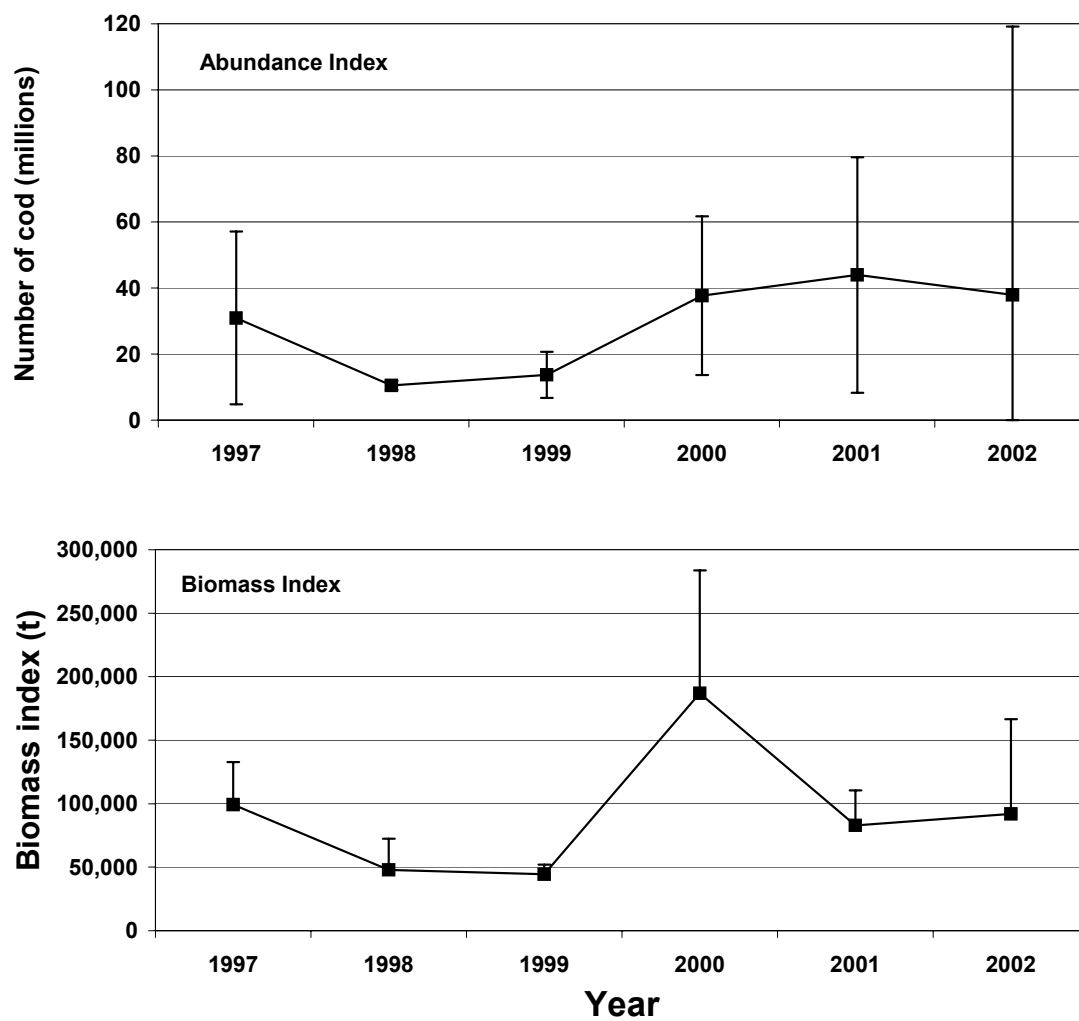 120
100
80
60
40
20
0
Number of cod (millions)
Abundance Index
1997 1998 1999 2000 2001 2002
300,000
250,000
200,000
150,000
100,000
50,000
0
Biomass index (t)
Biomass Index
1997 1998 1999 2000 2001 2002
Year